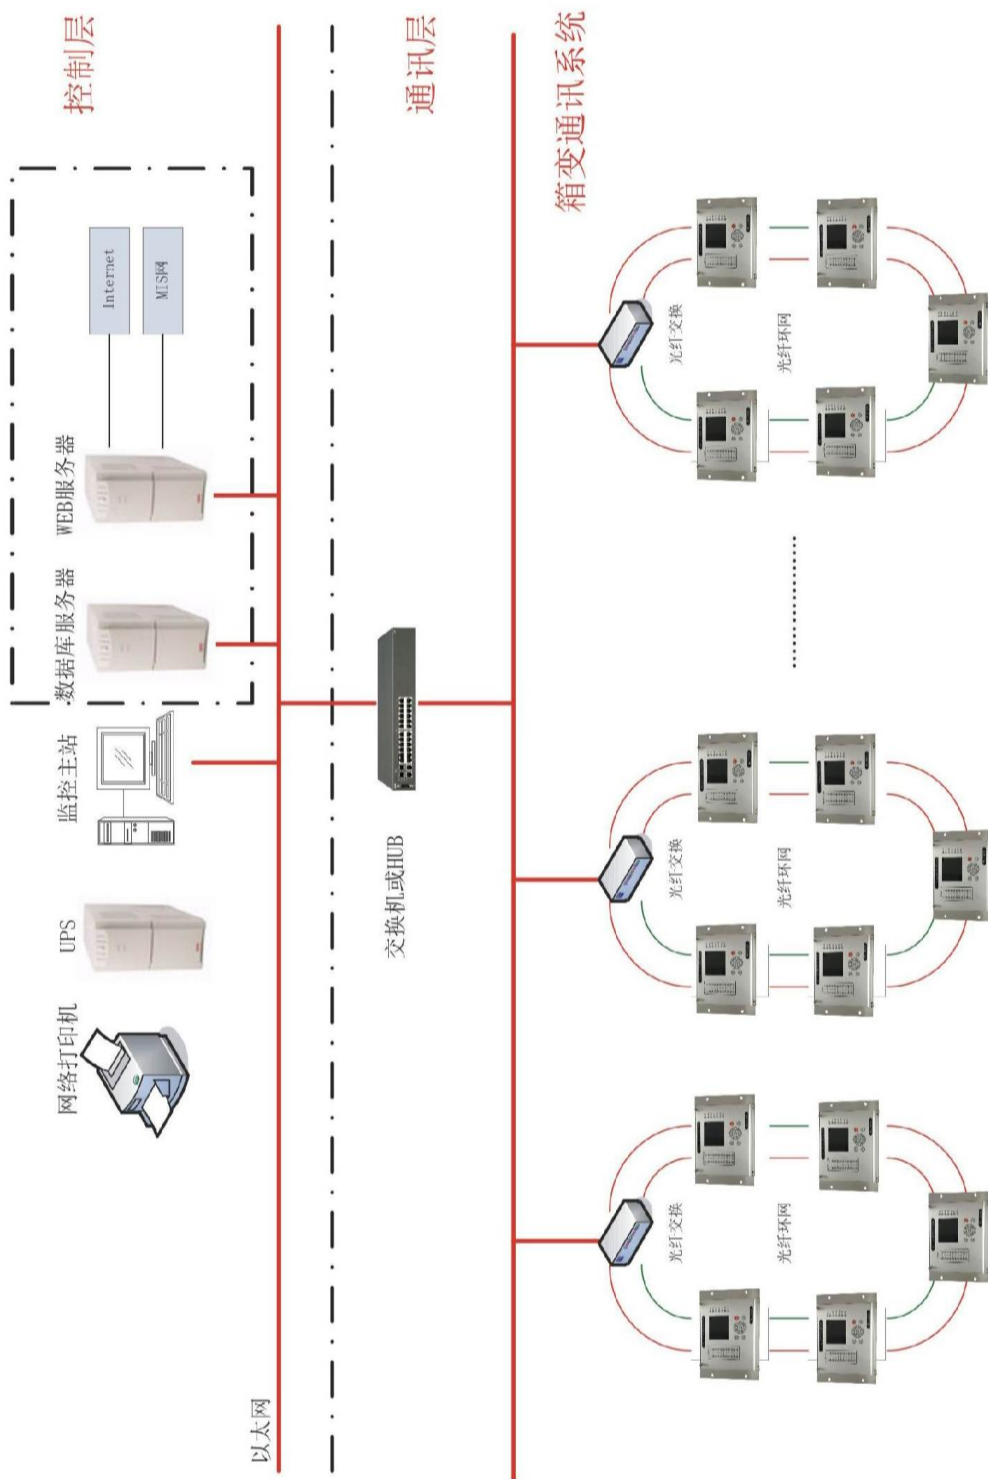 控制层
Internet
MIS网
WEB服务器
数据库服务器
监控主站
UPS
网络打印机
以太网
通讯层
交换机或HUB
箱变通讯系统
光纤交换
光纤环网
光纤交换
光纤环网
光纤交换
光纤环网